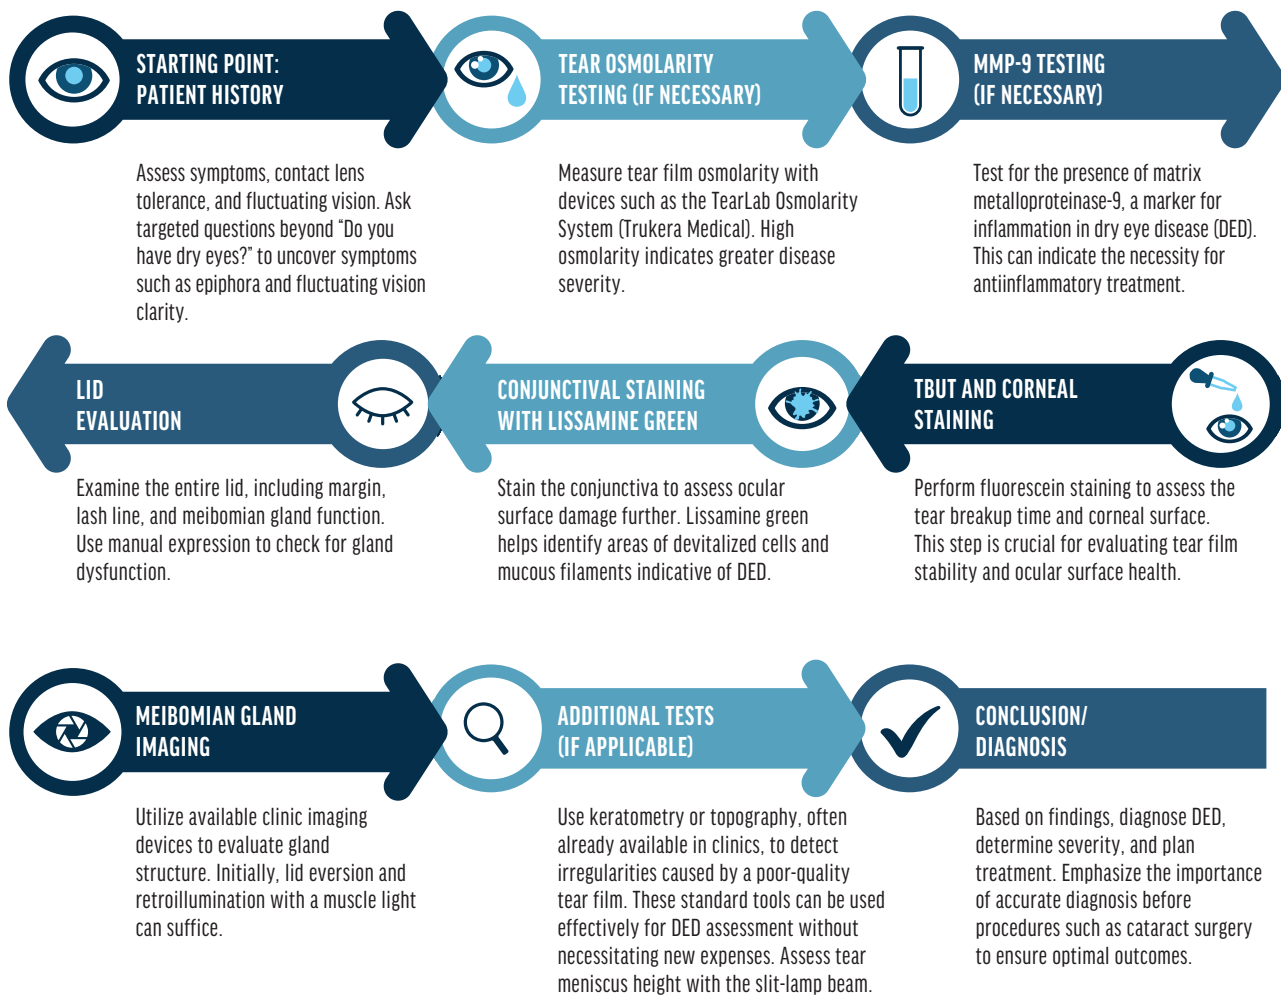 STARTING POINT:
PATIENT HISTORY
Assess symptoms, contact lens
tolerance, and fluctuating vision. Ask
targeted questions beyond “Do you
have dry eyes?” to uncover symptoms
such as epiphora and fluctuating vision
clarity.
TEAR OSMOLARITY
TESTING (IF NECESSARY)
Measure tear film osmolarity with
devices such as the TearLab Osmolarity
System (Trukera Medical). High
osmolarity indicates greater disease
severity.
MMP-9 TESTING
(IF NECESSARY)
Test for the presence of matrix
metalloproteinase-9, a marker for
inflammation in dry eye disease (DED).
This can indicate the necessity for
antiinflammatory treatment.
TBUT AND CORNEAL
STAINING
Perform fluorescein staining to assess the
tear breakup time and corneal surface.
This step is crucial for evaluating tear film
stability and ocular surface health.
CONJUNCTIVAL STAINING
WITH LISSAMINE GREEN
Stain the conjunctiva to assess ocular
surface damage further. Lissamine green
helps identify areas of devitalized cells and
mucous filaments indicative of DED.
LID
EVALUATION
Examine the entire lid, including margin,
lash line, and meibomian gland function.
Use manual expression to check for gland
dysfunction.
MEIBOMIAN GLAND
IMAGING
Utilize available clinic imaging
devices to evaluate gland
structure. Initially, lid eversion and
retroillumination with a muscle light
can suffice.
ADDITIONAL TESTS
(IF APPLICABLE)
Use keratometry or topography, often
already available in clinics, to detect
irregularities caused by a poor-quality
tear film. These standard tools can be used
effectively for DED assessment without
necessitating new expenses. Assess tear
meniscus height with the slit-lamp beam.
CONCLUSION/
DIAGNOSIS
Based on findings, diagnose DED,
determine severity, and plan
treatment. Emphasize the importance
of accurate diagnosis before
procedures such as cataract surgery
to ensure optimal outcomes.